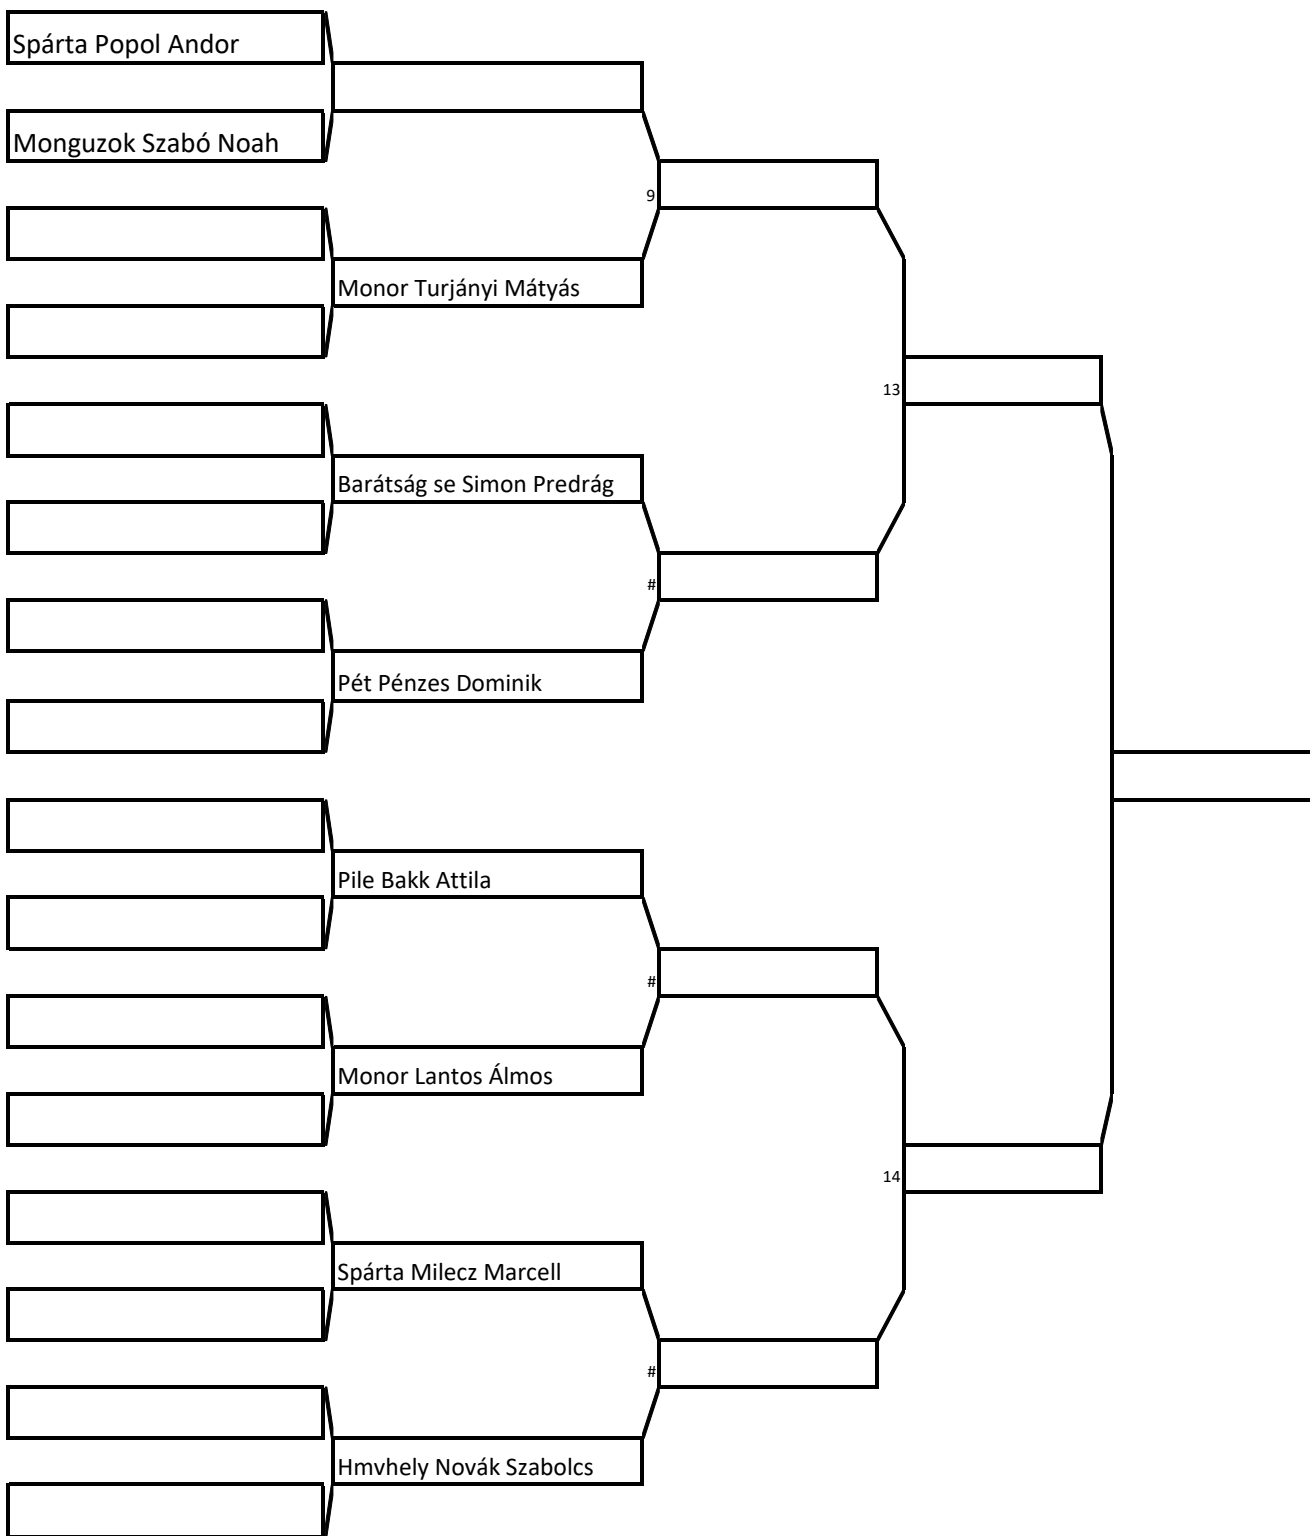 Spárta Popol Andor
Monguzok Szabó Noah
9
Monor Turjányi Mátyás
13
Barátság se Simon Predrág
#
Pét Pénzes Dominik
Pile Bakk Attila
#
Monor Lantos Álmos
14
Spárta Milecz Marcell
#
Hmvhely Novák Szabolcs